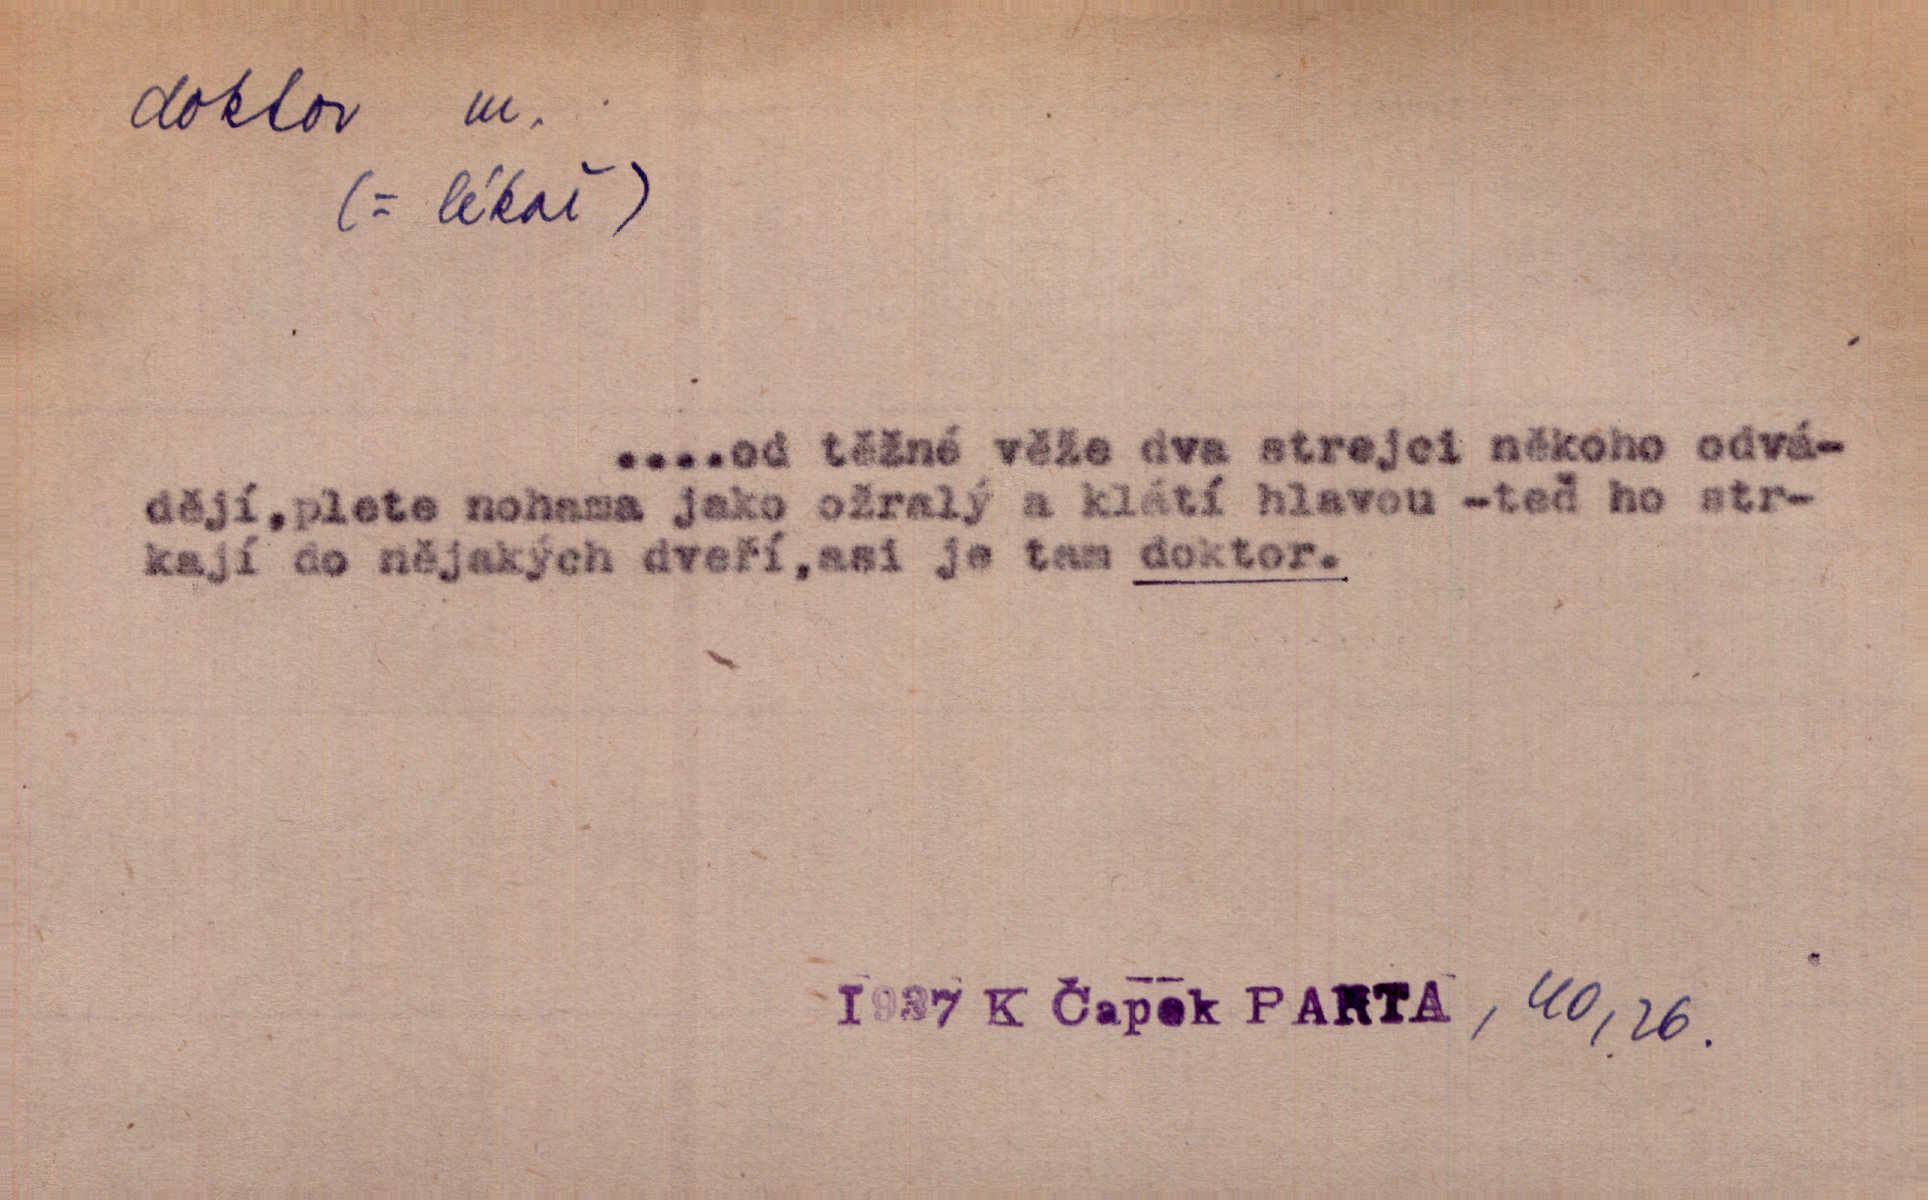 doktor m.
(= lékař)
....od těžné věže dva strejci někoho odvá-
dějí,plete nohama jako ožralý a klátí hlavou -teď ho str-
kají do nějakých dveří,asi je tam doktor.
1937 K Čapek PARTA, 40, 26.